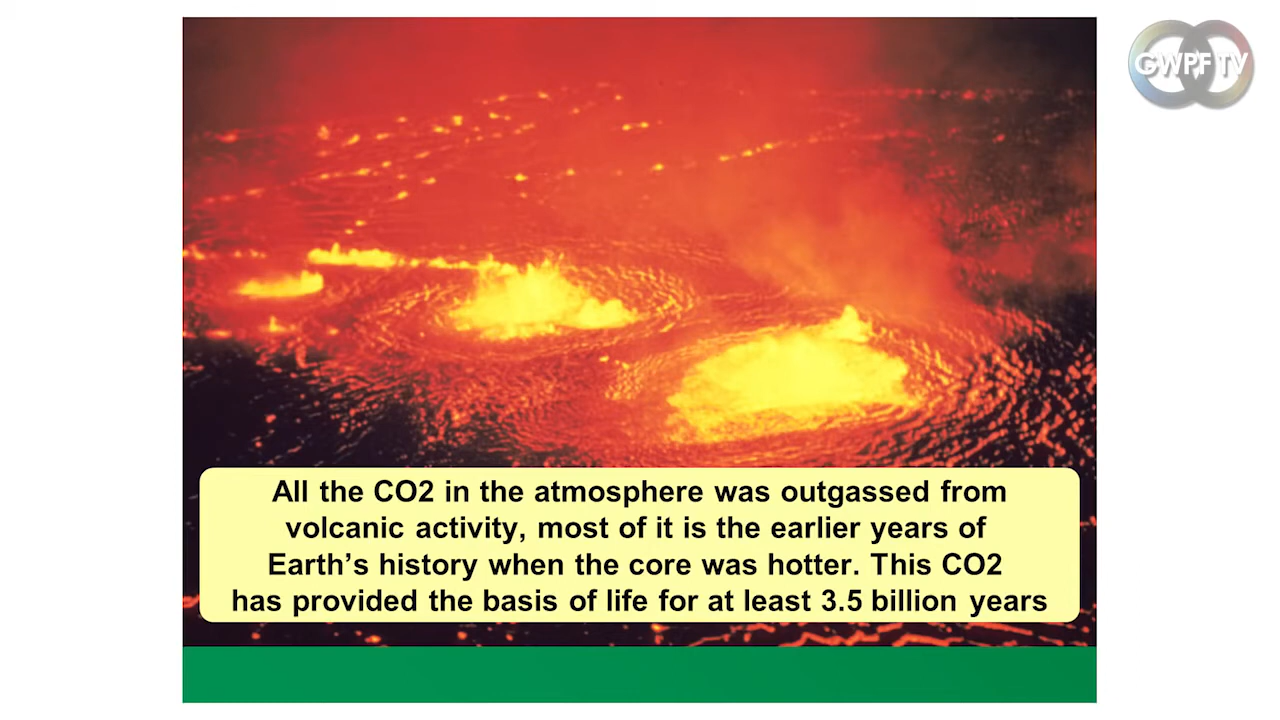 GWPF TV
All the CO2 in the atmosphere was outgassed from
volcanic activity, most of it is the earlier years of
Earth’s history when the core was hotter. This CO2
has provided the basis of life for at least 3.5 billion years